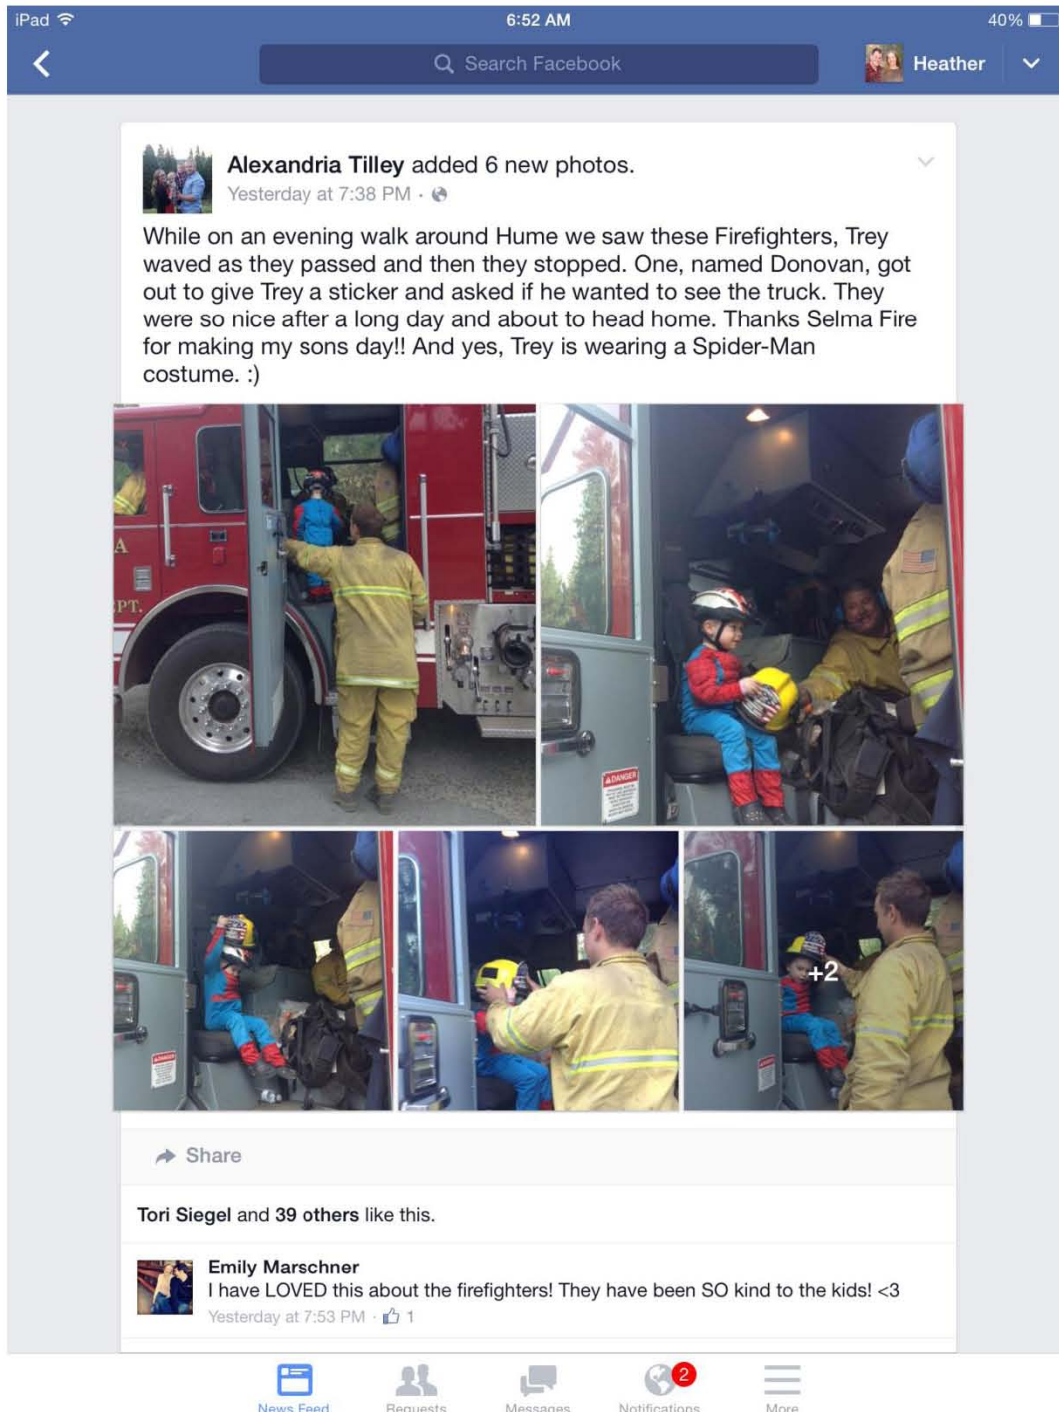 iPad 6:52 AM 40%
Search Facebook Heather
Alexandria Tilley added 6 new photos.
Yesterday at 7:38 PM ·
While on an evening walk around Hume we saw these Firefighters, Trey
waved as they passed and then they stopped. One, named Donovan, got
out to give Trey a sticker and asked if he wanted to see the truck. They
were so nice after a long day and about to head home. Thanks Selma Fire
for making my sons day!! And yes, Trey is wearing a Spider-Man
costume. :)
A
PT.
DANGER
+2
Share
Tori Siegel and 39 others like this.
Emily Marschner
I have LOVED this about the firefighters! They have been SO kind to the kids! <3
Yesterday at 7:53 PM · 1
2
News Feed Requests Messages Notifications More